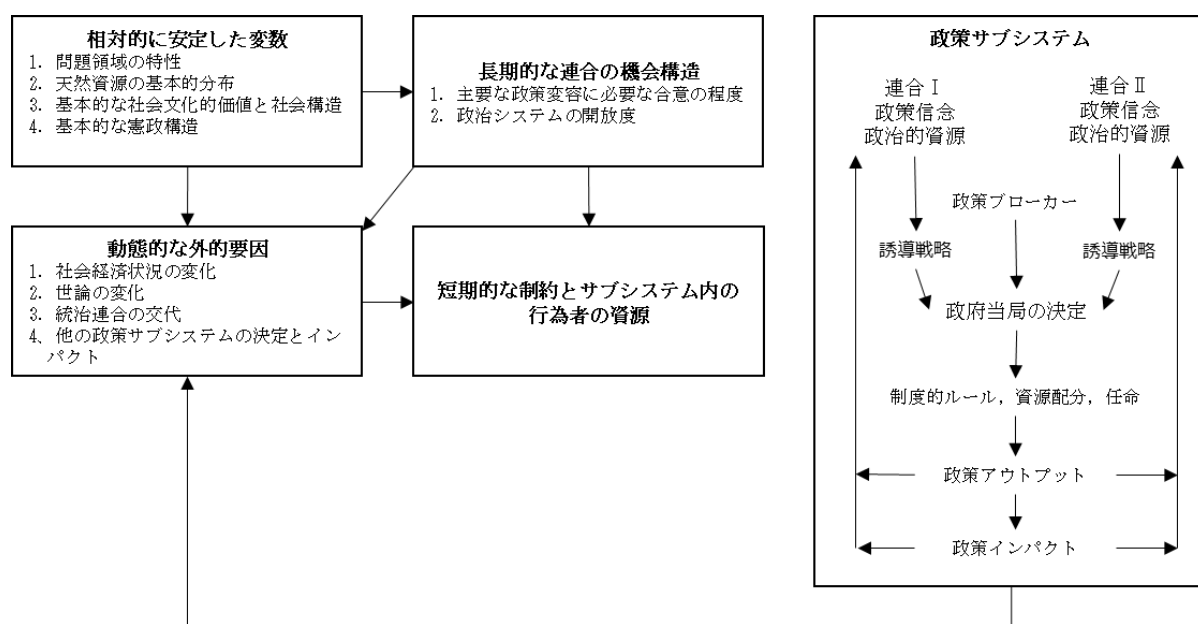 相対的に安定した変数
1. 問題領域の特性
2. 天然資源の基本的分布
3. 基本的な社会文化的価値と社会構造
4. 基本的な憲政構造
長期的な連合の機会構造
1. 主要な政策変容に必要な合意の程度
2. 政治システムの開放度
動態的な外的要因
1. 社会経済状況の変化
2. 世論の変化
3. 統治連合の交代
4、他の政策サブシステムの決定とイン
パクト
短期的な制約とサブシステム内の
行為者の資源
政策サブシステム
連合Ⅰ
政策信念
政治的資源
連合Ⅱ
政策信念
政治的資源
政策ブローカー
誘導戦略
誘導戦略
政府当局の決定
制度的ルール，資源配分，任命
政策アウトプット
政策インパクト